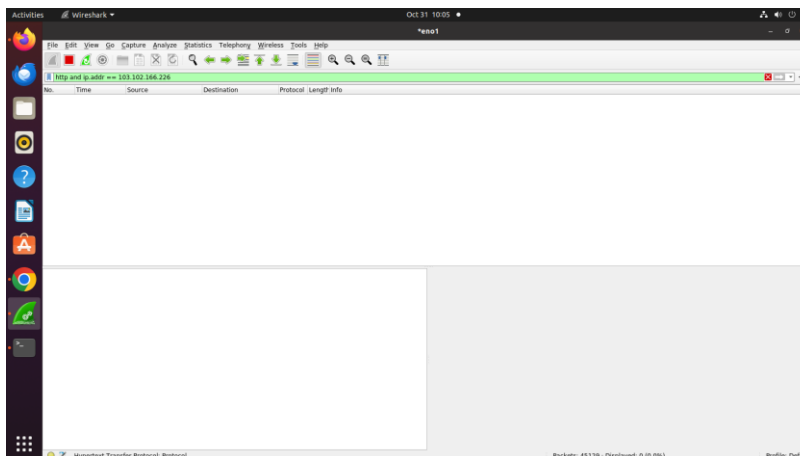 Activities Wireshark Oct 31 10:05
*eno1
File Edit View Go Capture Analyze Statistics Telephony Wireless Tools Help
http and ip.addr == 103.102.166.226
No. Time Source Destination Protocol Length Info
Hypertext Transfer Protocol: Protocol
Packets: 45129 · Displayed: 0 (0.0%)
Profile: Def